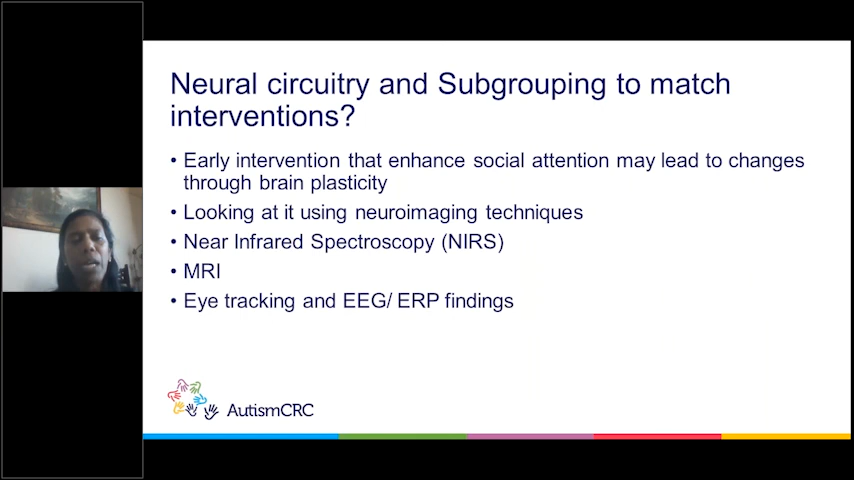 Neural circuitry and Subgrouping to match
interventions?
• Early intervention that enhance social attention may lead to changes
through brain plasticity
• Looking at it using neuroimaging techniques
• Near Infrared Spectroscopy (NIRS)
• MRI
• Eye tracking and EEG/ ERP findings
AutismCRC